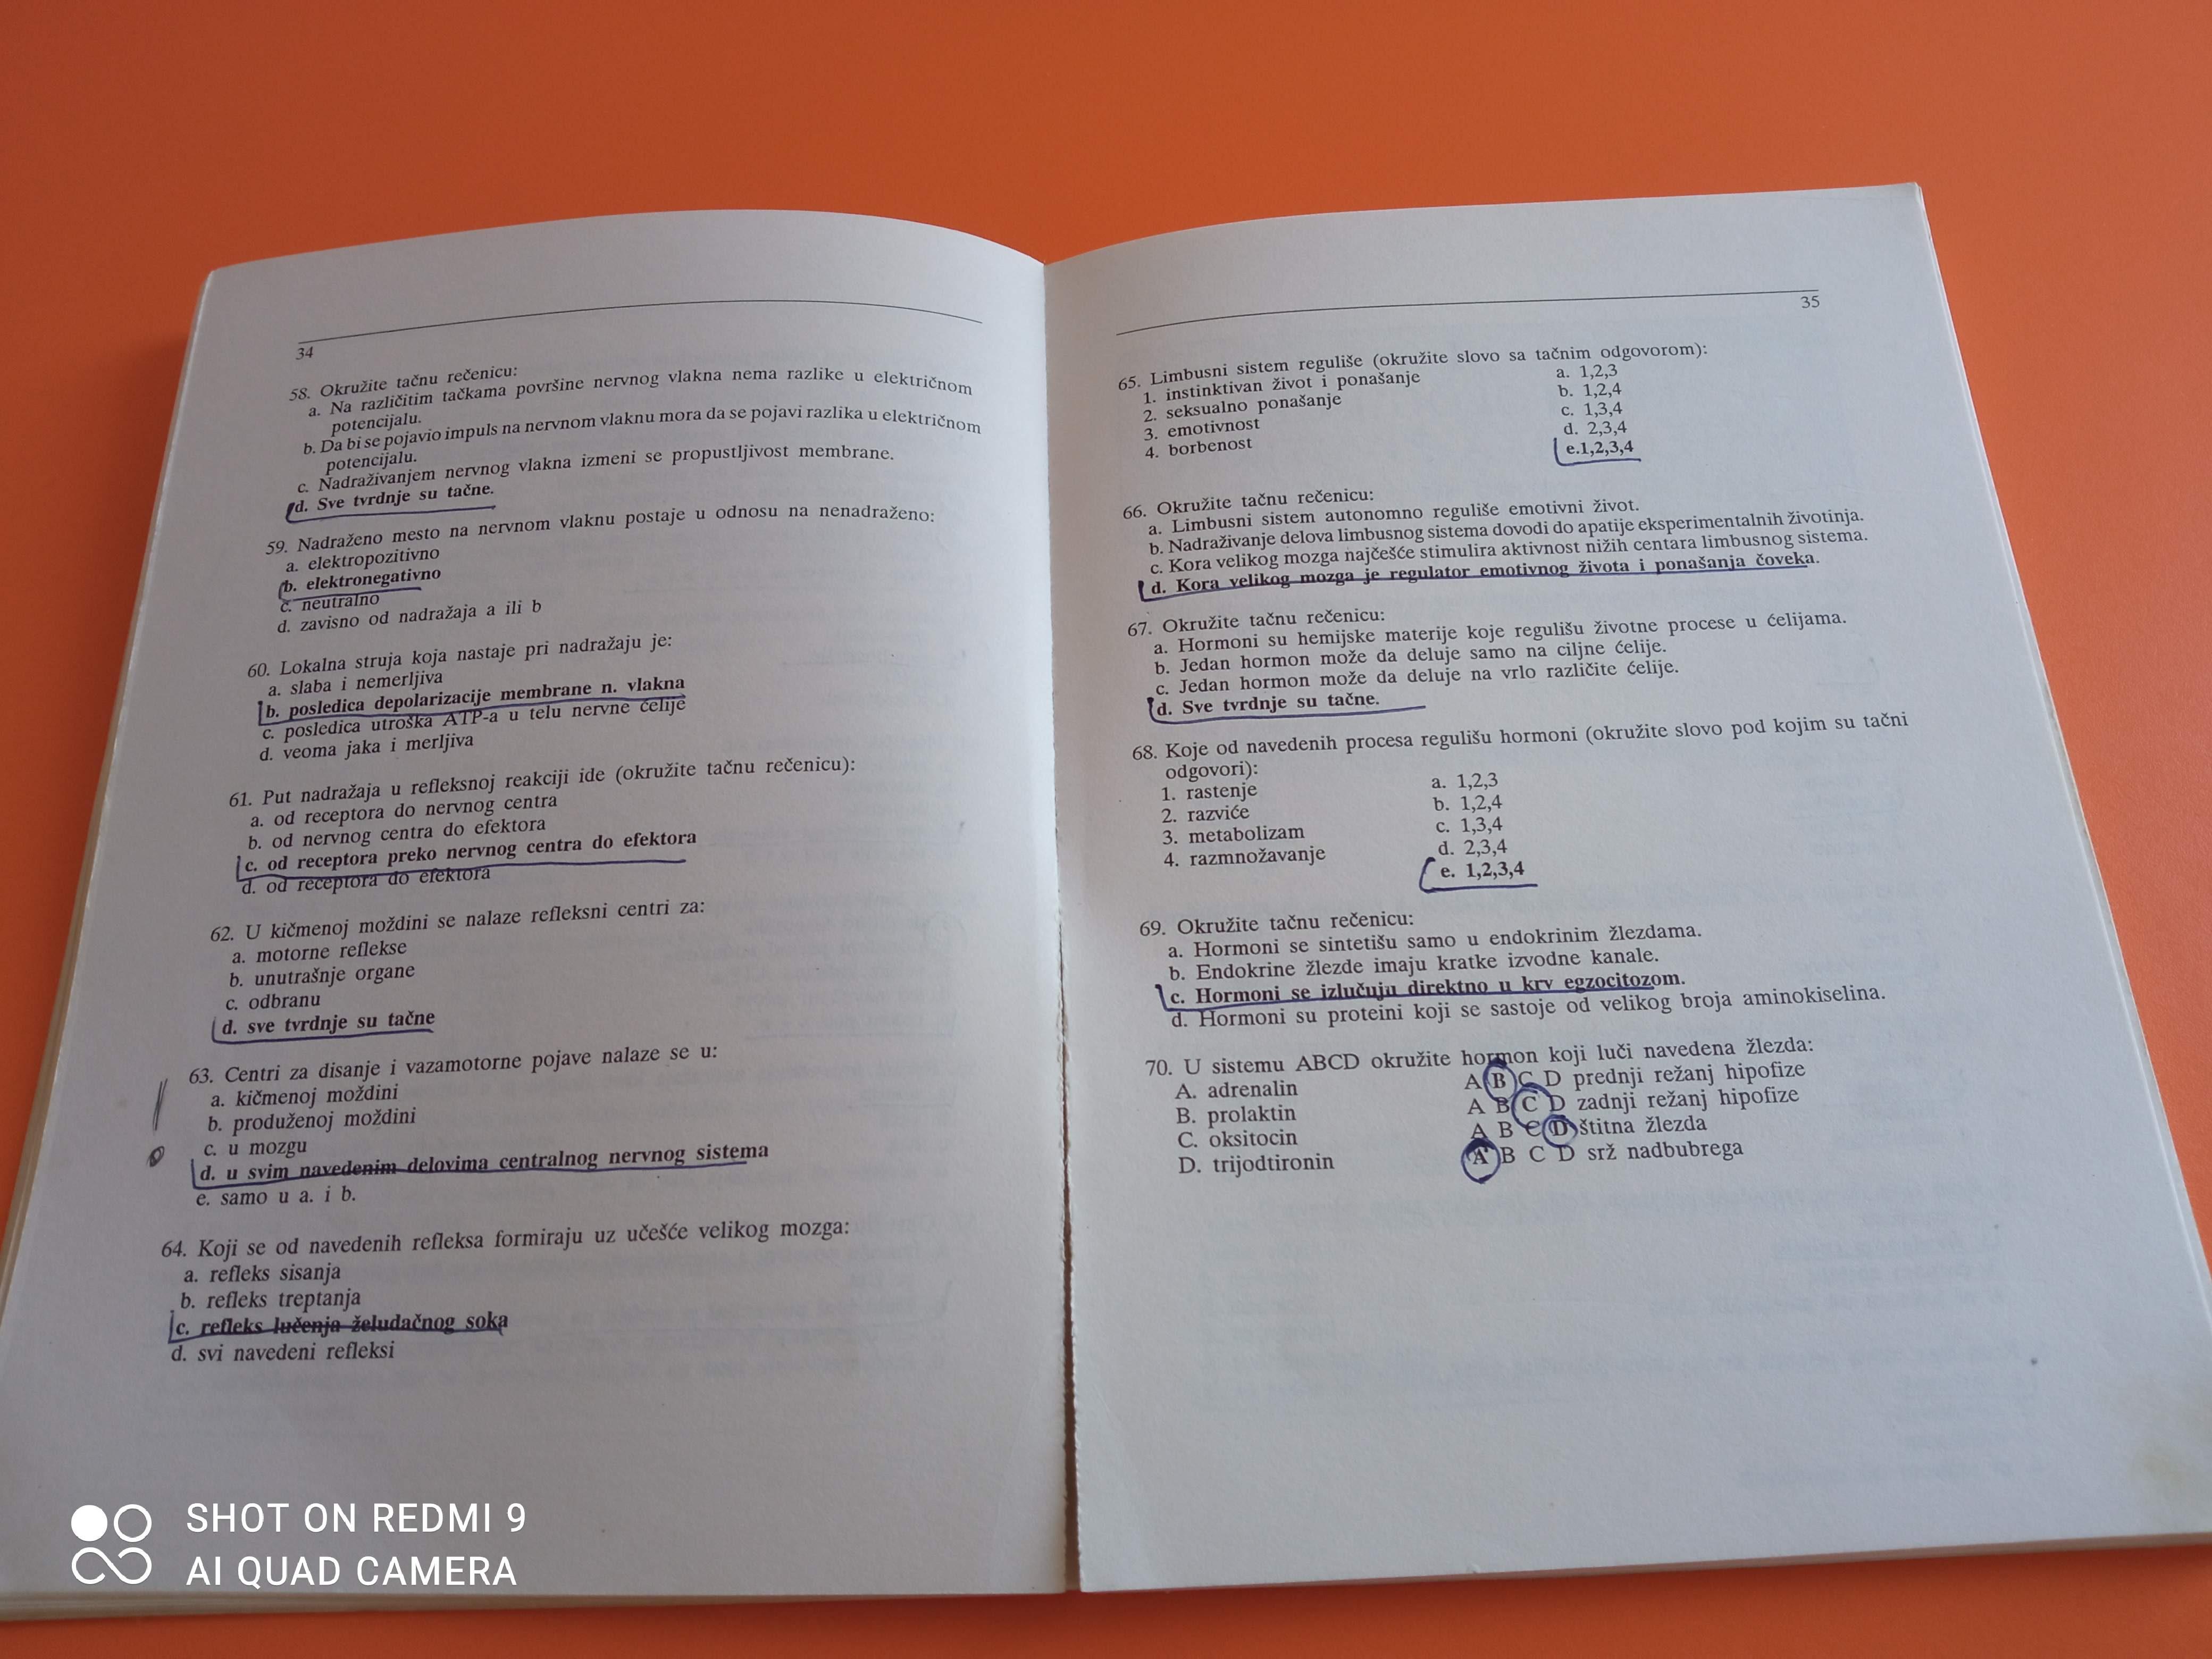 34
58. Okružite tačnu rečenicu:
a. Na različitim tačkama površine nervnog vlakna nema razlike u električnom
potencijalu.
b. Da bi se pojavio impuls na nervnom vlaknu mora da se pojavi razlika u električnom
potencijalu.
c. Nadraživanjem nervnog vlakna izmeni se propustljivost membrane.
d. Sve tvrdnje su tačne.
59. Nadraženo mesto na nervnom vlaknu postaje u odnosu na nenadraženo:
a. elektropozitivno
b. elektronegativno
c. neutralno
d. zavisno od nadražaja a ili b
60. Lokalna struja koja nastaje pri nadražaju je:
a. slaba i nemerljiva
b. posledica depolarizacije membrane n. vlakna
c. posledica utroška ATP-a u telu nervne ćelije
d. veoma jaka i merljiva
61. Put nadražaja u refleksnoj reakciji ide (okružite tačnu rečenicu):
a. od receptora do nervnog centra
b. od nervnog centra do efektora
c. od receptora preko nervnog centra do efektora
d. od receptora do efektora
62. U kičmenoj moždini se nalaze refleksni centri za:
a. motorne reflekse
b. unutrašnje organe
c. odbranu
d. sve tvrdnje su tačne
63. Centri za disanje i vazamotorne pojave nalaze se u:
a. kičmenoj moždini
b. produženoj moždini
c. u mozgu
d. u svim navedenim delovima centralnog nervnog sistema
e. samo u a. i b.
64. Koji se od navedenih refleksa formiraju uz učešće velikog mozga:
a. refleks sisanja
b. refleks treptanja
c. refleks lučenja želudačnog soka
d. svi navedeni refleksi
35
65. Limbusni sistem reguliše (okružite slovo sa tačnim odgovorom):
1. instinktivan život i ponašanje a. 1,2,3
2. seksualno ponašanje b. 1,2,4
3. emotivnost c. 1,3,4
4. borbenost d. 2,3,4
e.1,2,3,4
66. Okružite tačnu rečenicu:
a. Limbusni sistem autonomno reguliše emotivni život.
b. Nadraživanje delova limbusnog sistema dovodi do apatije eksperimentalnih životinja.
c. Kora velikog mozga najčešće stimulira aktivnost nižih centara limbusnog sistema.
d. Kora velikog mozga je regulator emotivnog života i ponašanja čoveka.
67. Okružite tačnu rečenicu:
a. Hormoni su hemijske materije koje regulišu životne procese u ćelijama.
b. Jedan hormon može da deluje samo na ciljne ćelije.
c. Jedan hormon može da deluje na vrlo različite ćelije.
d. Sve tvrdnje su tačne.
68. Koje od navedenih procesa regulišu hormoni (okružite slovo pod kojim su tačni
odgovori):
1. rastenje a. 1,2,3
2. razviće b. 1,2,4
3. metabolizam c. 1,3,4
4. razmnožavanje d. 2,3,4
e. 1,2,3,4
69. Okružite tačnu rečenicu:
a. Hormoni se sintetišu samo u endokrinim žlezdama.
b. Endokrine žlezde imaju kratke izvodne kanale.
c. Hormoni se izlučuju direktno u krv egzocitozom.
d. Hormoni su proteini koji se sastoje od velikog broja aminokiselina.
70. U sistemu ABCD okružite hormon koji luči navedena žlezda:
A. adrenalin A B C D prednji režanj hipofize
B. prolaktin A B C D zadnji režanj hipofize
C. oksitocin A B C D štitna žlezda
D. trijodtironin A B C D srž nadbubrega
SHOT ON REDMI 9
AI QUAD CAMERA